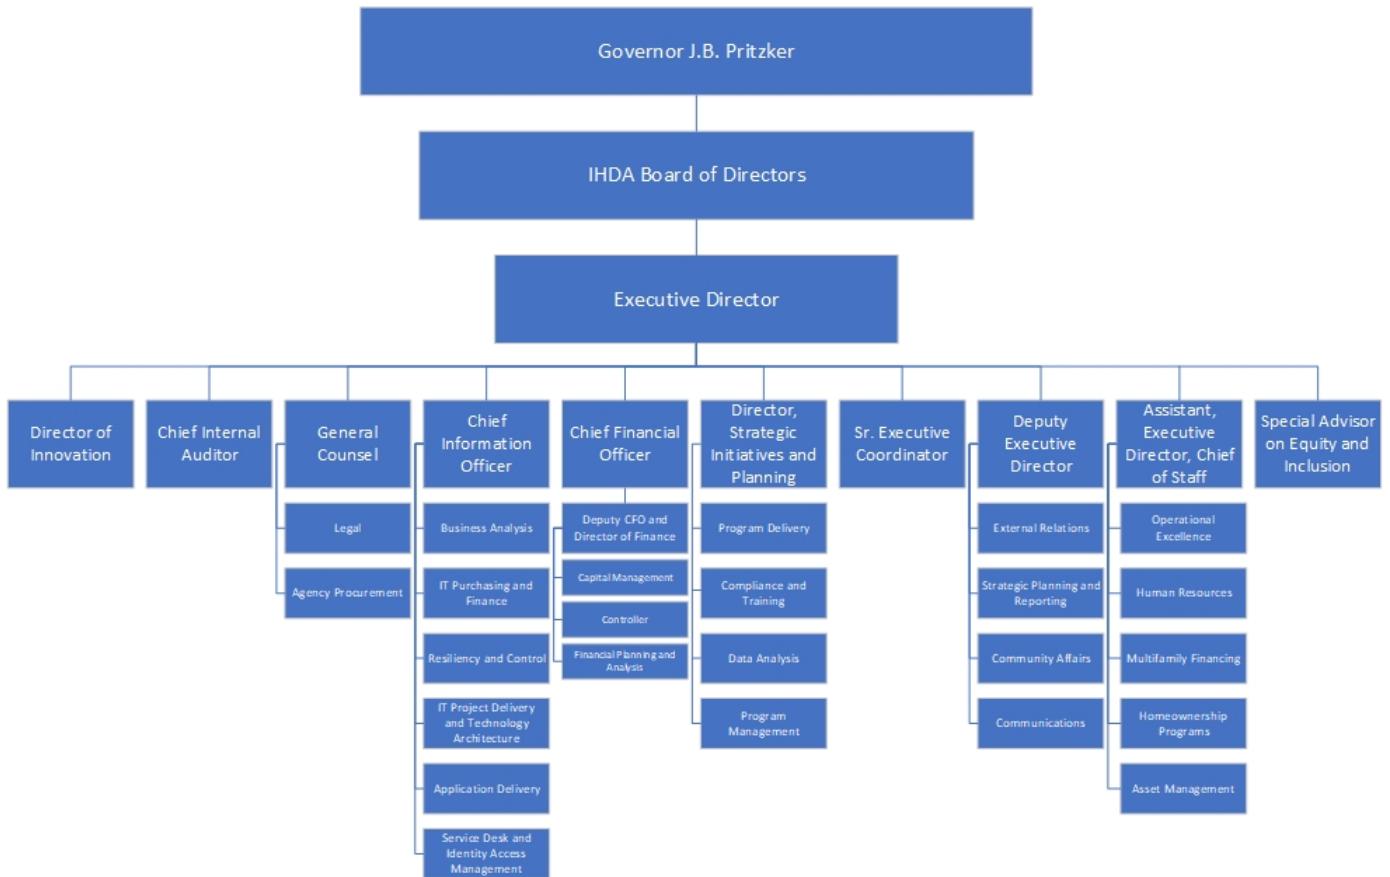 Governor J.B. Pritzker
IHDA Board of Directors
Executive Director
Director of
Innovation
Chief Internal
Auditor
General
Counsel
Chief
Information
Officer
Chief Financial
Officer
Director,
Strategic
Initiatives and
Planning
Sr. Executive
Coordinator
Deputy
Executive
Director
Assistant,
Executive
Director, Chief
of Staff
Special Advisor
on Equity and
Inclusion
Legal
Agency Procurement
Business Analysis
IT Purchasing and
Finance
Resiliency and Control
IT Project Delivery
and Technology
Architecture
Application Delivery
Service Desk and
Identity Access
Management
Deputy CFO and
Director of Finance
Capital Management
Controller
Financial Planning and
Analysis
Program Delivery
Compliance and
Training
Data Analysis
Program
Management
External Relations
Strategic Planning and
Reporting
Community Affairs
Communications
Operational
Excellence
Human Resources
Multifamily Financing
Homeownership
Programs
Asset Management